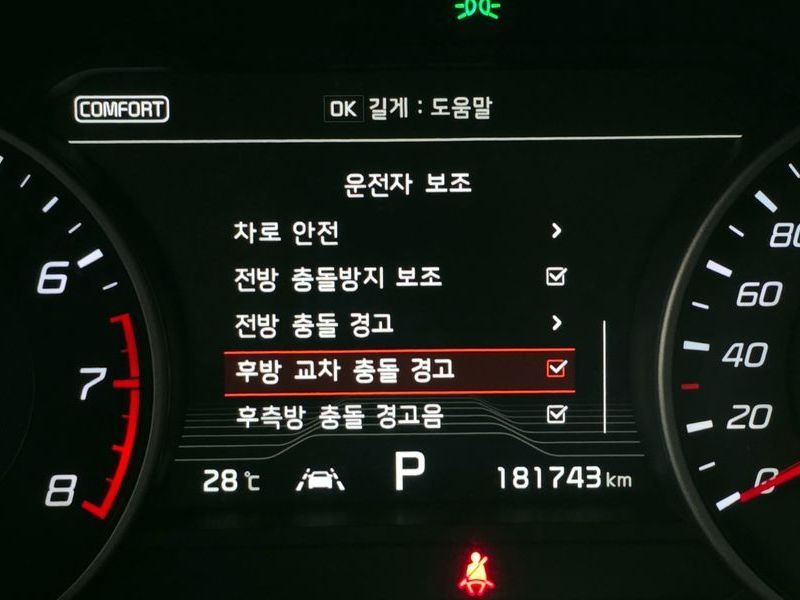 COMFORT
OK 길게 : 도움말
운전자 보조
차로 안전
전방 충돌방지 보조
전방 충돌 경고
후방 교차 충돌 경고
후측방 충돌 경고음
28 ℃
P
181743 km
6
7
8
80
60
40
20
0